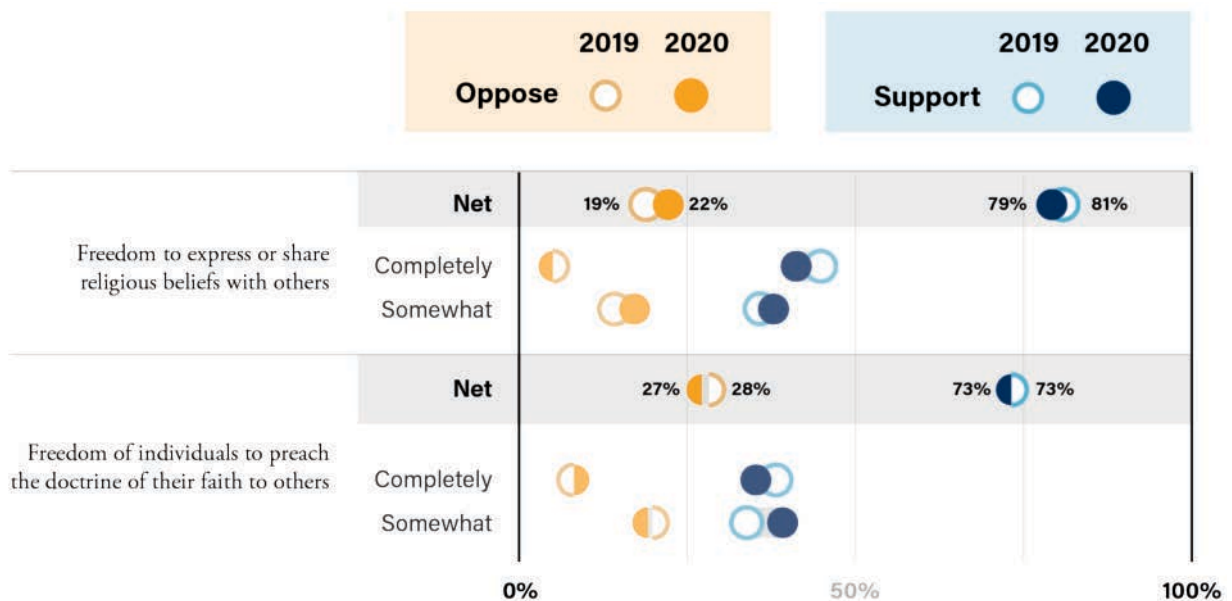 2019 2020
Oppose
2019 2020
Support
Net 19% 22% 79% 81%
Freedom to express or share
religious beliefs with others
Completely
Somewhat
Net 27% 28% 73% 73%
Freedom of individuals to preach
the doctrine of their faith to others
Completely
Somewhat
0% 50% 100%